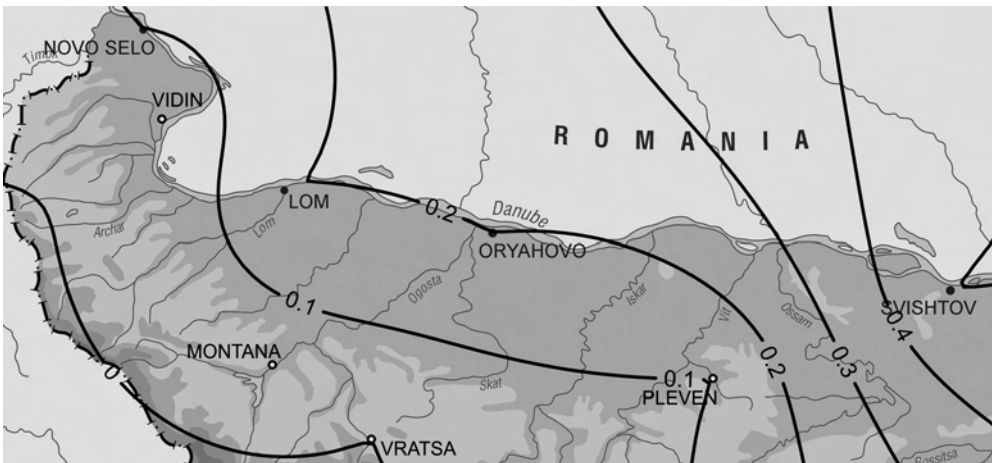 NOVO SELO
Timok
VIDIN
ROMANIA
LOM
0.2
Danube
ORYAHOVO
Archar
Lom
Ogosta
Iskar
Vit
Ossam
SVISHTOV
0.1
0.4
MONTANA
0.1
0.2
0.3
Skat
0.1
PLEVEN
VRATSA
Rossitsa